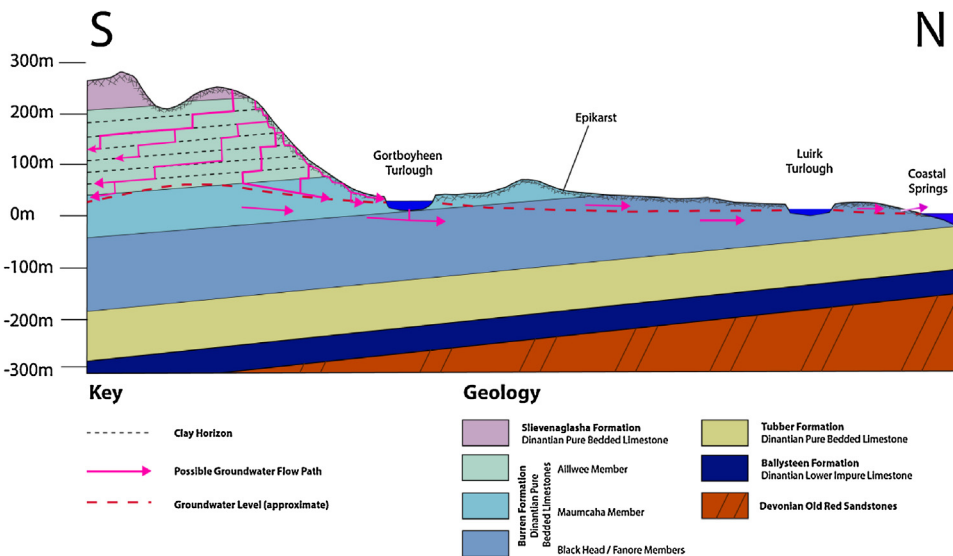 S
N
300m
200m
100m
0m
-100m
-200m
-300m
Gortboyheen
Turlough
Epikarst
Luirk
Turlough
Coastal
Springs
Key
Clay Horizon
Possible Groundwater Flow Path
Groundwater Level (approximate)
Geology
Slievenaglasha Formation
Dinantian Pure Bedded Limestone
Burren Formation
Dinantian Pure
Bedded Limestones
Alllwee Member
Maumcaha Member
Black Head / Fanore Members
Tubber Formation
Dinantian Pure Bedded Limestone
Ballysteen Formation
Dinantian Lower Impure Limestone
Devonian Old Red Sandstones